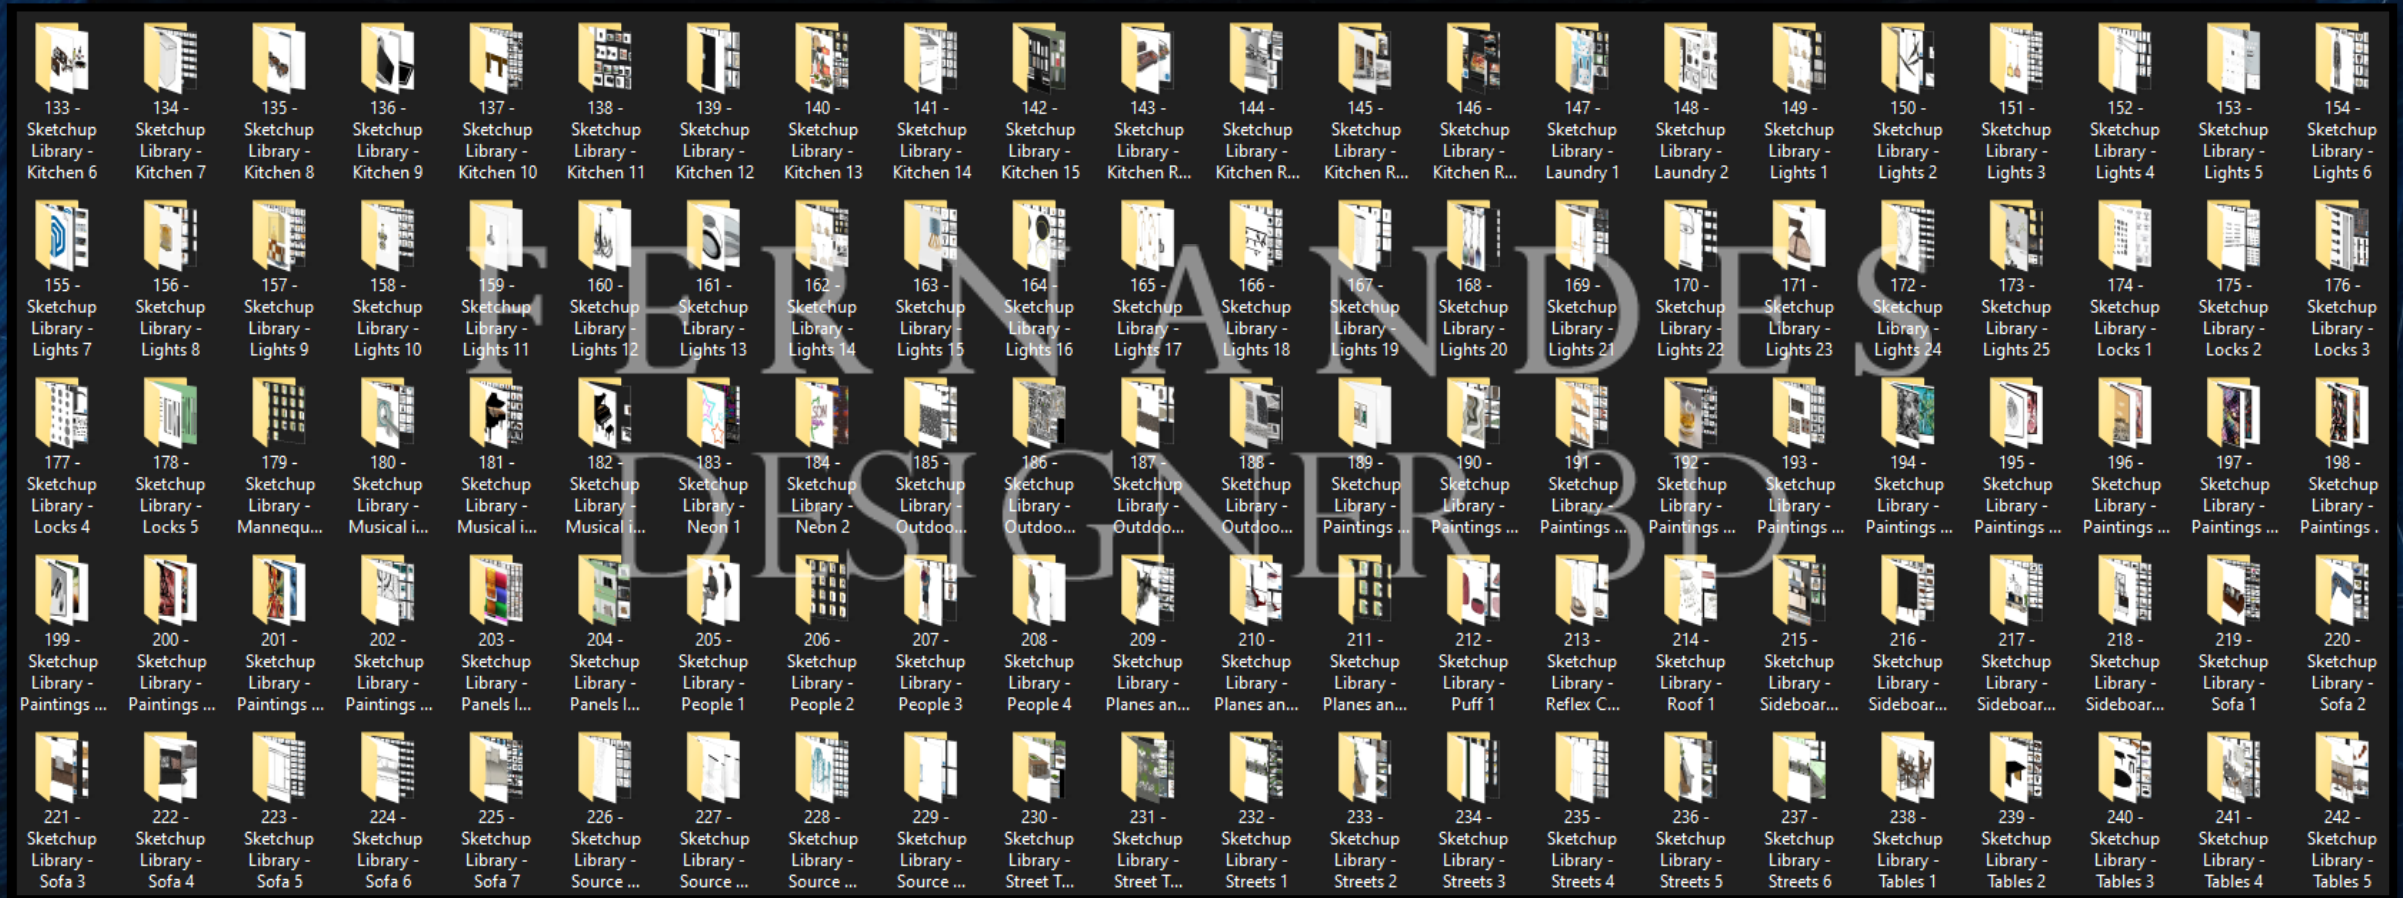 133 - Sketchup Library - Kitchen 6
134 - Sketchup Library - Kitchen 7
135 - Sketchup Library - Kitchen 8
136 - Sketchup Library - Kitchen 9
137 - Sketchup Library - Kitchen 10
138 - Sketchup Library - Kitchen 11
139 - Sketchup Library - Kitchen 12
140 - Sketchup Library - Kitchen 13
141 - Sketchup Library - Kitchen 14
142 - Sketchup Library - Kitchen 15
143 - Sketchup Library - Kitchen R...
144 - Sketchup Library - Kitchen R...
145 - Sketchup Library - Kitchen R...
146 - Sketchup Library - Kitchen R...
147 - Sketchup Library - Laundry 1
148 - Sketchup Library - Laundry 2
149 - Sketchup Library - Lights 1
150 - Sketchup Library - Lights 2
151 - Sketchup Library - Lights 3
152 - Sketchup Library - Lights 4
153 - Sketchup Library - Lights 5
154 - Sketchup Library - Lights 6
155 - Sketchup Library - Lights 7
156 - Sketchup Library - Lights 8
157 - Sketchup Library - Lights 9
158 - Sketchup Library - Lights 10
159 - Sketchup Library - Lights 11
160 - Sketchup Library - Lights 12
161 - Sketchup Library - Lights 13
162 - Sketchup Library - Lights 14
163 - Sketchup Library - Lights 15
164 - Sketchup Library - Lights 16
165 - Sketchup Library - Lights 17
166 - Sketchup Library - Lights 18
167 - Sketchup Library - Lights 19
168 - Sketchup Library - Lights 20
169 - Sketchup Library - Lights 21
170 - Sketchup Library - Lights 22
171 - Sketchup Library - Lights 23
172 - Sketchup Library - Lights 24
173 - Sketchup Library - Lights 25
174 - Sketchup Library - Locks 1
175 - Sketchup Library - Locks 2
176 - Sketchup Library - Locks 3
FERNANDES
177 - Sketchup Library - Locks 4
178 - Sketchup Library - Locks 5
179 - Sketchup Library - Mannequ...
180 - Sketchup Library - Musical i...
181 - Sketchup Library - Musical i...
182 - Sketchup Library - Musical i...
183 - Sketchup Library - Neon 1
184 - Sketchup Library - Neon 2
185 - Sketchup Library - Outdoo...
186 - Sketchup Library - Outdoo...
187 - Sketchup Library - Outdoo...
188 - Sketchup Library - Outdoo...
189 - Sketchup Library - Paintings ...
190 - Sketchup Library - Paintings ...
191 - Sketchup Library - Paintings ...
192 - Sketchup Library - Paintings ...
193 - Sketchup Library - Paintings ...
194 - Sketchup Library - Paintings ...
195 - Sketchup Library - Paintings ...
196 - Sketchup Library - Paintings ...
197 - Sketchup Library - Paintings ...
198 - Sketchup Library - Paintings .
DESIGNER 3D
199 - Sketchup Library - Paintings ...
200 - Sketchup Library - Paintings ...
201 - Sketchup Library - Paintings ...
202 - Sketchup Library - Paintings ...
203 - Sketchup Library - Panels I...
204 - Sketchup Library - Panels I...
205 - Sketchup Library - People 1
206 - Sketchup Library - People 2
207 - Sketchup Library - People 3
208 - Sketchup Library - People 4
209 - Sketchup Library - Planes an...
210 - Sketchup Library - Planes an...
211 - Sketchup Library - Planes an...
212 - Sketchup Library - Puff 1
213 - Sketchup Library - Reflex C...
214 - Sketchup Library - Roof 1
215 - Sketchup Library - Sideboar...
216 - Sketchup Library - Sideboar...
217 - Sketchup Library - Sideboar...
218 - Sketchup Library - Sideboar...
219 - Sketchup Library - Sofa 1
220 - Sketchup Library - Sofa 2
221 - Sketchup Library - Sofa 3
222 - Sketchup Library - Sofa 4
223 - Sketchup Library - Sofa 5
224 - Sketchup Library - Sofa 6
225 - Sketchup Library - Sofa 7
226 - Sketchup Library - Source ...
227 - Sketchup Library - Source ...
228 - Sketchup Library - Source ...
229 - Sketchup Library - Source ...
230 - Sketchup Library - Street T...
231 - Sketchup Library - Street T...
232 - Sketchup Library - Streets 1
233 - Sketchup Library - Streets 2
234 - Sketchup Library - Streets 3
235 - Sketchup Library - Streets 4
236 - Sketchup Library - Streets 5
237 - Sketchup Library - Streets 6
238 - Sketchup Library - Tables 1
239 - Sketchup Library - Tables 2
240 - Sketchup Library - Tables 3
241 - Sketchup Library - Tables 4
242 - Sketchup Library - Tables 5